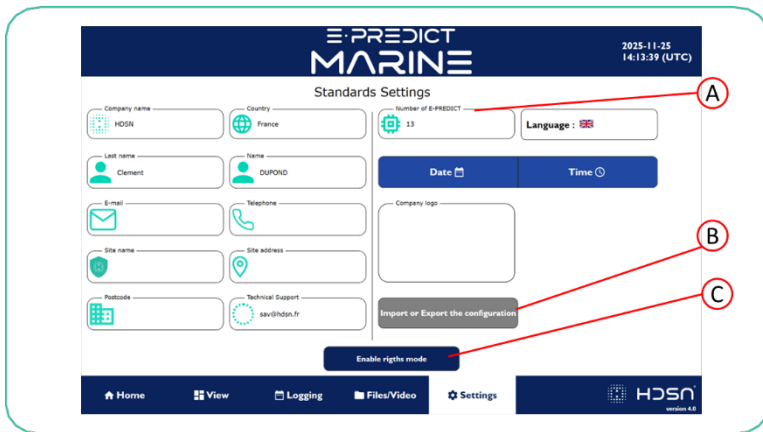 E·PREDICT
MARINE
2025-11-25
14:13:39 (UTC)
Standards Settings
Company name
HDSN
Country
France
Number of E-PREDICT
13
Language :
A
Last name
Clement
Name
DUPOND
Date
Time
E-mail
Telephone
Company logo
Site name
Site address
B
Postcode
Technical Support
sav@hdsn.fr
Import or Export the configuration
C
Enable rigths mode
Home
View
Logging
Files/Video
Settings
HDSN
version 4.0